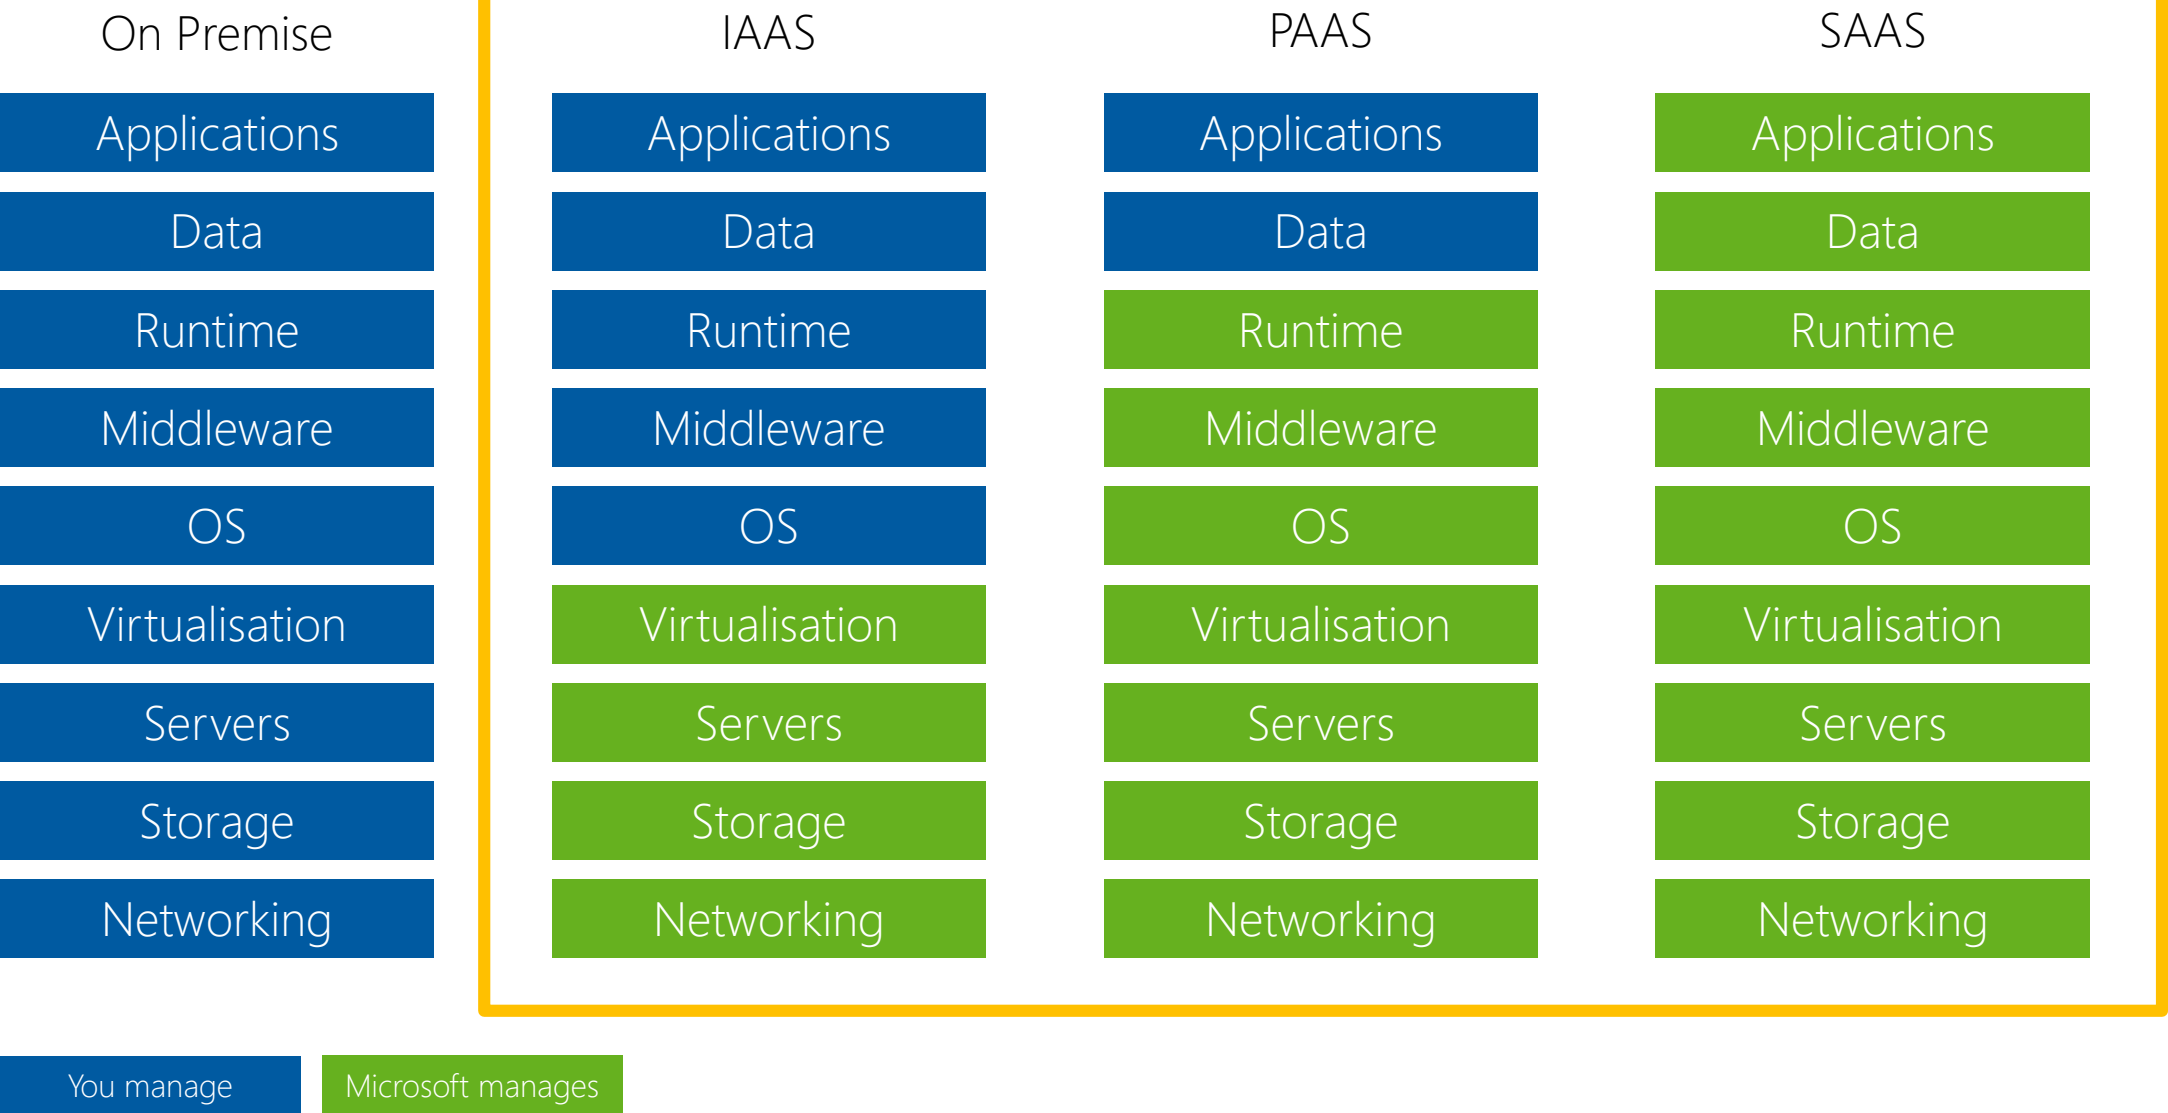 On Premise
IAAS
PAAS
SAAS
Applications
Applications
Applications
Applications
Data
Data
Data
Data
Runtime
Runtime
Runtime
Runtime
Middleware
Middleware
Middleware
Middleware
OS
OS
OS
OS
Virtualisation
Virtualisation
Virtualisation
Virtualisation
Servers
Servers
Servers
Servers
Storage
Storage
Storage
Storage
Networking
Networking
Networking
Networking
You manage
Microsoft manages